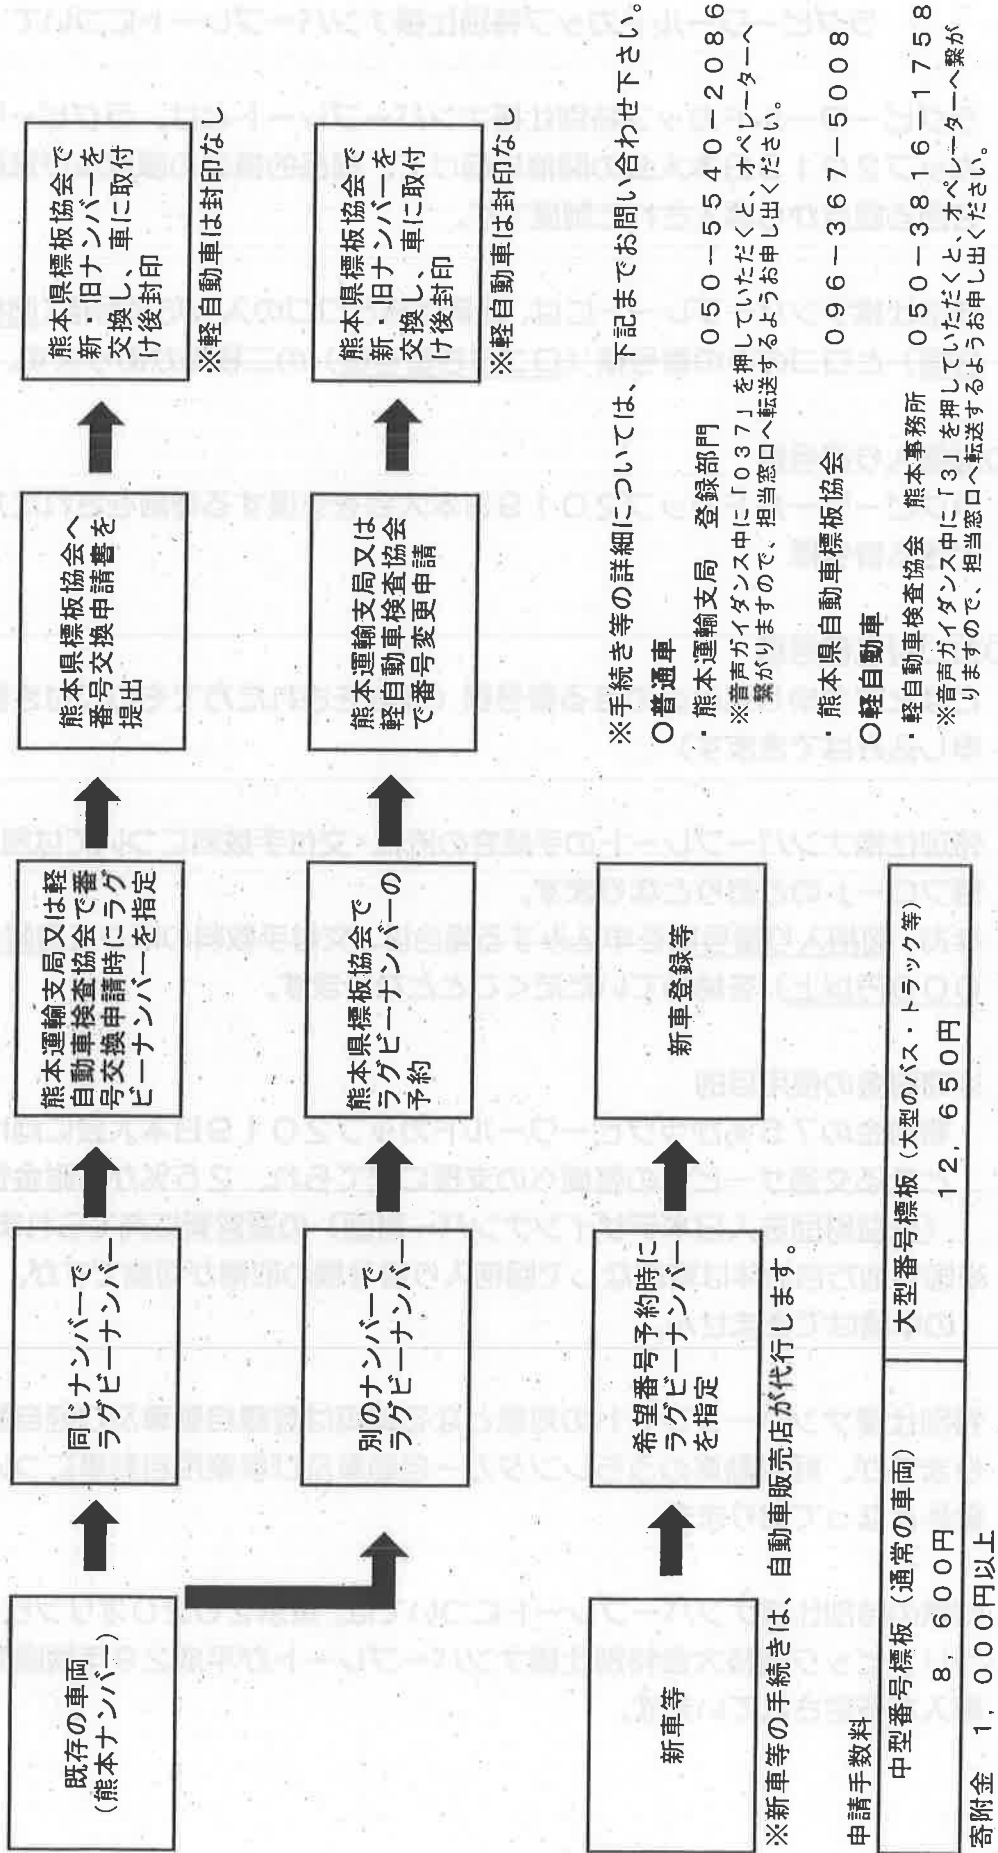 既存の車両
(熊本ナンバー)
同じナンバーで
ラグビーナンバー
熊本運輸支局又は軽
自動車検査協会で番
号交換申請時にラグ
ビーナンバーを指定
熊本県標板協会へ
番号交換申請書を
提出
熊本県標板協会で
新・旧ナンバーを
交換し、車に取付
け後封印
※軽自動車は封印なし
別のナンバーで
ラグビーナンバー
熊本県標板協会で
ラグビーナンバーの
予約
熊本運輸支局又は
軽自動車検査協会
で番号変更申請
熊本県標板協会で
新・旧ナンバーを
交換し、車に取付
け後封印
※軽自動車は封印なし
新車等
希望番号予約時に
ラグビーナンバー
を指定
新車登録等
※新車等の手続きは、自動車販売店が代行します。
申請手数料
中型番号標板(通常の車両) 大型番号標板(大型のバス・トラック等)
8,600円 12,650円
寄附金 1,000円以上
※手続き等の詳細については、下記までお問い合わせ下さい。
○普通車
・熊本運輸支局 登録部門 050-5540-2086
※音声ガイダンス中に「037」を押していただくと、オペレーターへ
繋がりますので、担当窓口へ転送するようお申し出ください。
・熊本県自動車標板協会 096-367-5008
○軽自動車
・軽自動車検査協会 熊本事務所 050-3816-1758
※音声ガイダンス中に「3」を押していただくと、オペレーターへ繋が
りますので、担当窓口へ転送するようお申し出ください。